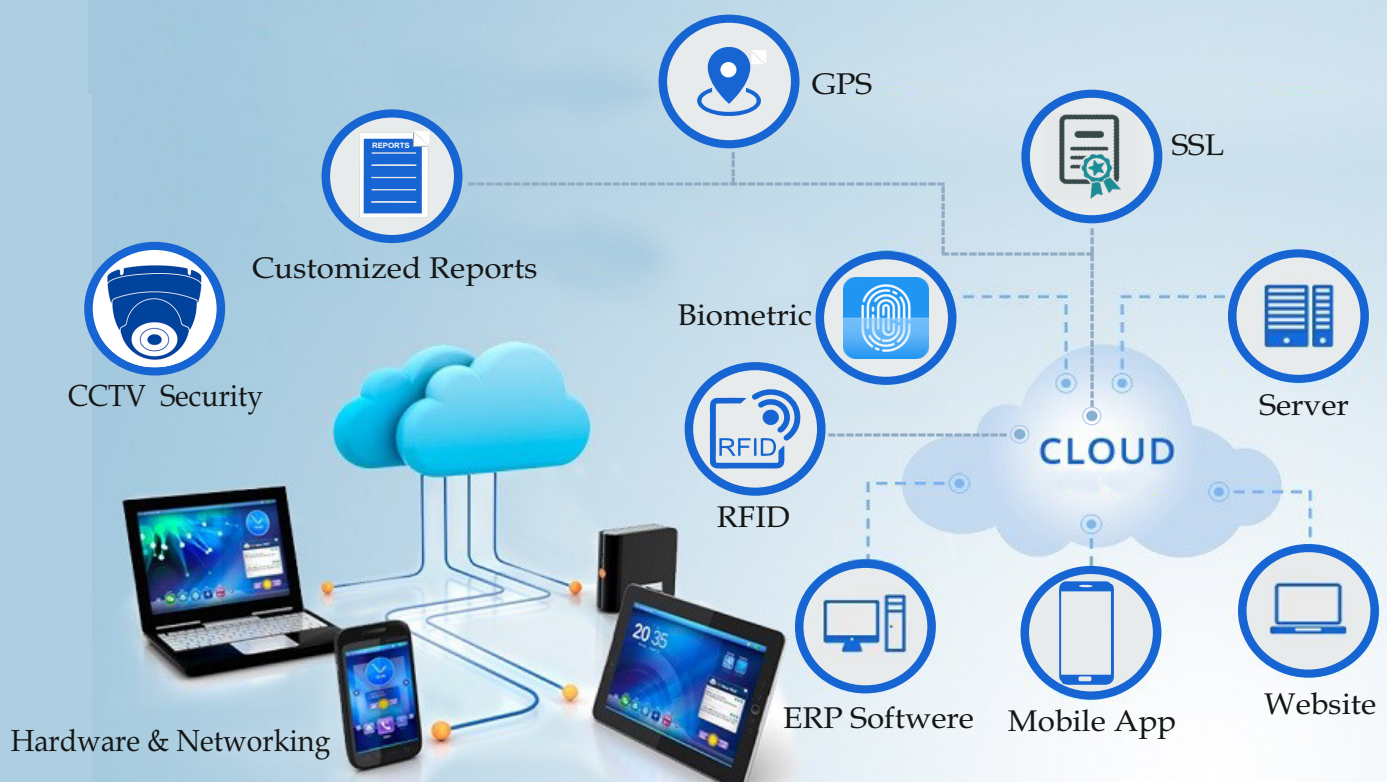 GPS
SSL
REPORTS
Customized Reports
Biometric
CCTV  Security
Server
RFID
CLOUD
RFID
20 35
ERP Softwere
Mobile App
Website
Hardware & Networking